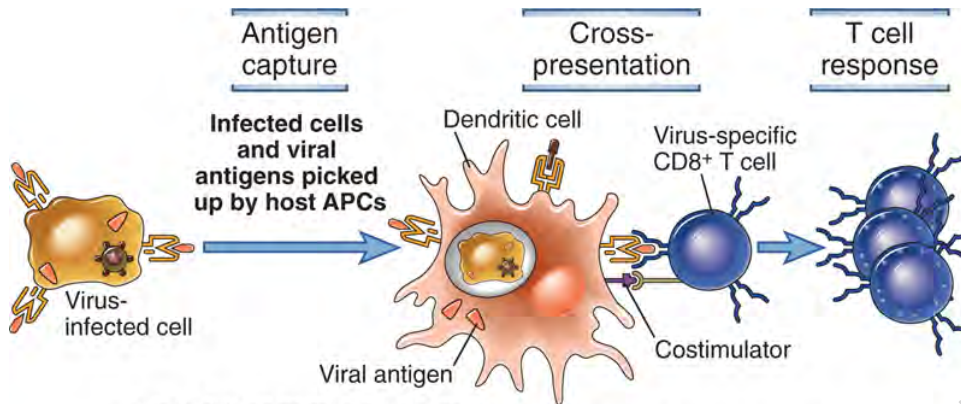 Antigen
capture
Cross-
presentation
T cell
response
Infected cells
and viral
antigens picked
up by host APCs
Dendritic cell
Virus-specific
CD8⁺ T cell
Virus-
infected cell
Viral antigen
Costimulator